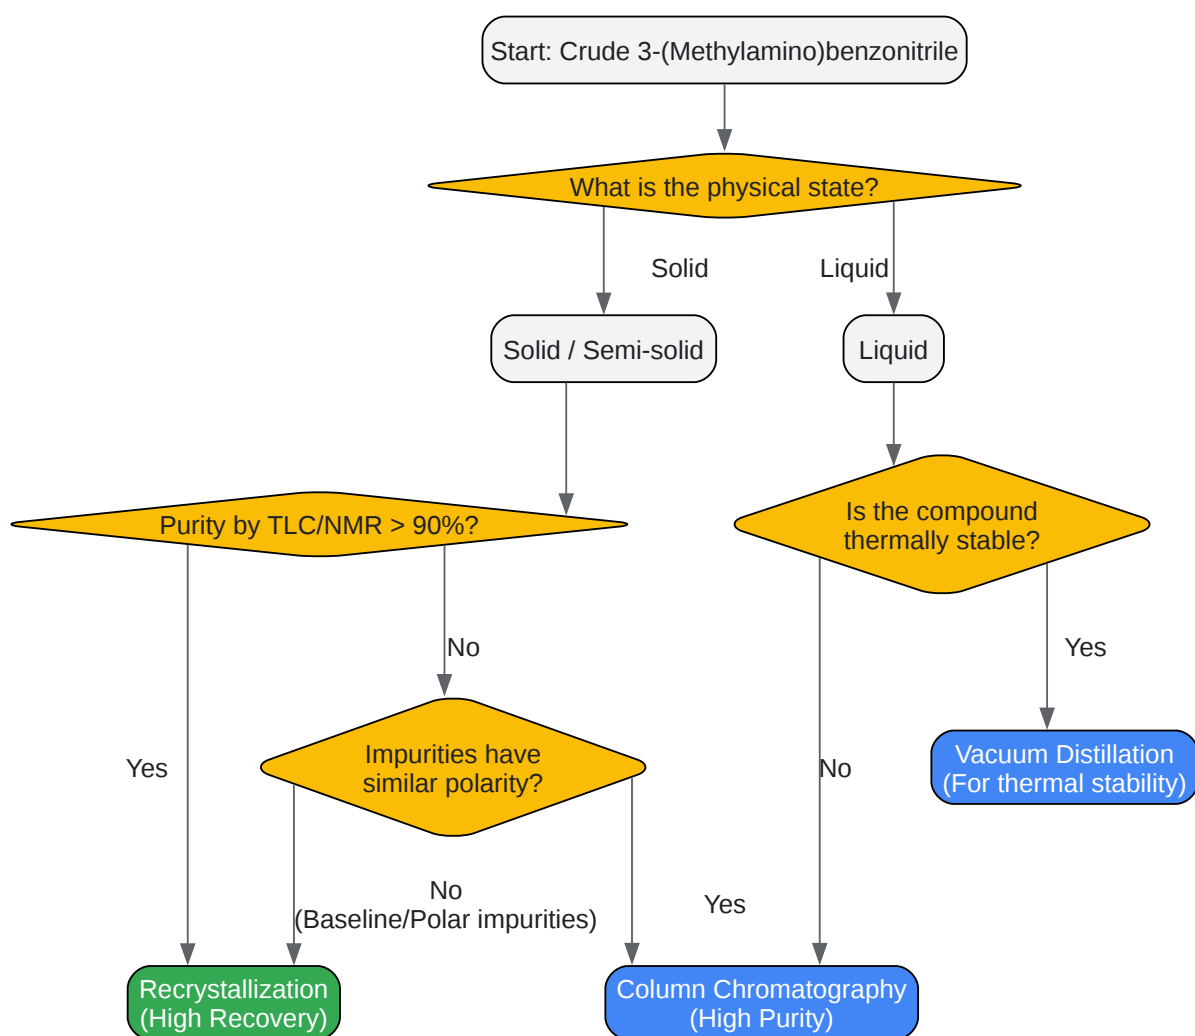 Start: Crude 3-(Methylamino)benzonitrile
What is the physical state?
Solid
Liquid
Solid / Semi-solid
Liquid
Purity by TLC/NMR > 90%?
Is the compound
thermally stable?
No
Yes
Impurities have
similar polarity?
Yes
No
Vacuum Distillation
(For thermal stability)
No
(Baseline/Polar impurities)
Yes
Recrystallization
(High Recovery)
Column Chromatography
(High Purity)